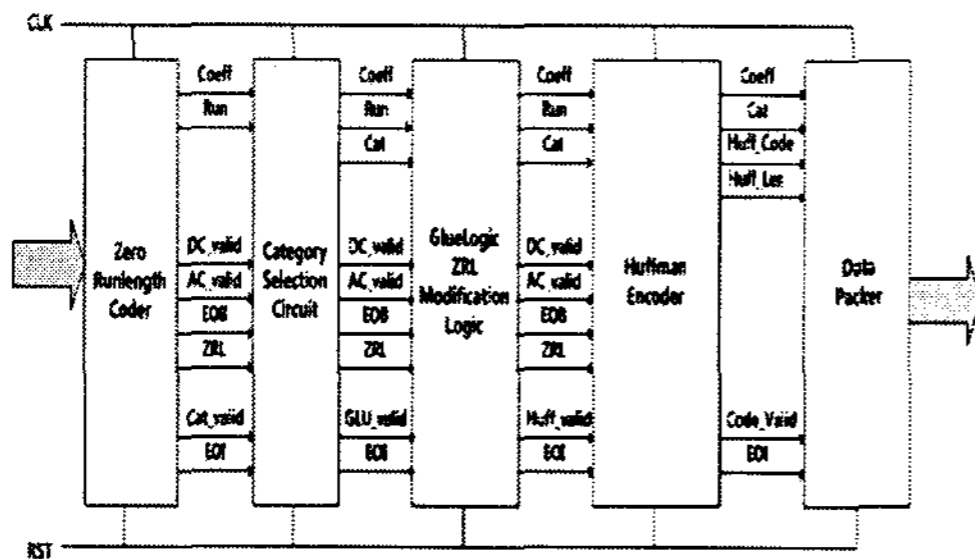 CLK
Coeff Coeff Coeff Coeff
Run Run Run Cat
Cat Cat Huff_Code
Huff_Len
Zero
Runlength
Coder
DC_valid
AC_valid
EOB
ZRL
Category
Selection
Circuit
DC_valid
AC_valid
EOB
ZRL
GlueLogic
ZRL
Modification
Logic
DC_valid
AC_valid
EOB
ZRL
Huffman
Encoder
Data
Packer
Cat_valid GLU_valid Huff_valid Code_Valid
EOI EOI EOI EOI
RST